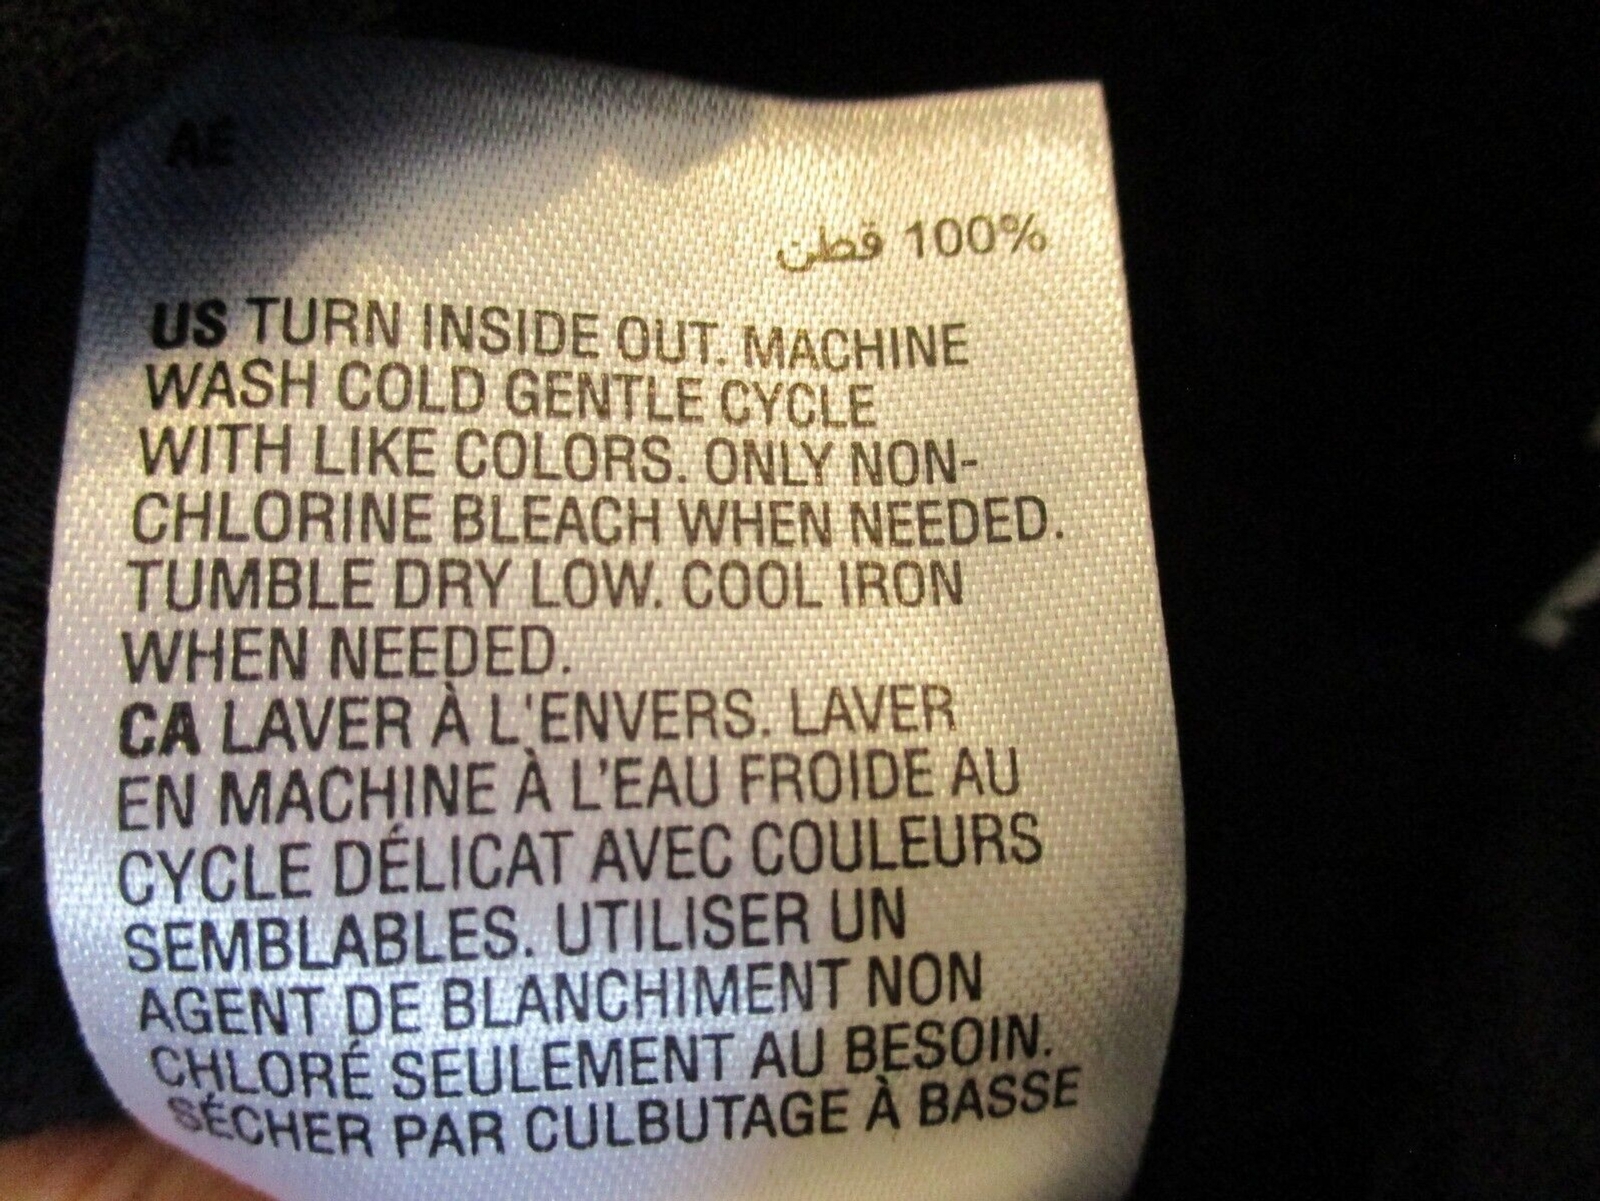 AE
100% قطن
US TURN INSIDE OUT. MACHINE
WASH COLD GENTLE CYCLE
WITH LIKE COLORS. ONLY NON-
CHLORINE BLEACH WHEN NEEDED.
TUMBLE DRY LOW. COOL IRON
WHEN NEEDED.
CA LAVER À L'ENVERS. LAVER
EN MACHINE À L'EAU FROIDE AU
CYCLE DÉLICAT AVEC COULEURS
SEMBLABLES. UTILISER UN
AGENT DE BLANCHIMENT NON
CHLORÉ SEULEMENT AU BESOIN.
SÉCHER PAR CULBUTAGE À BASSE